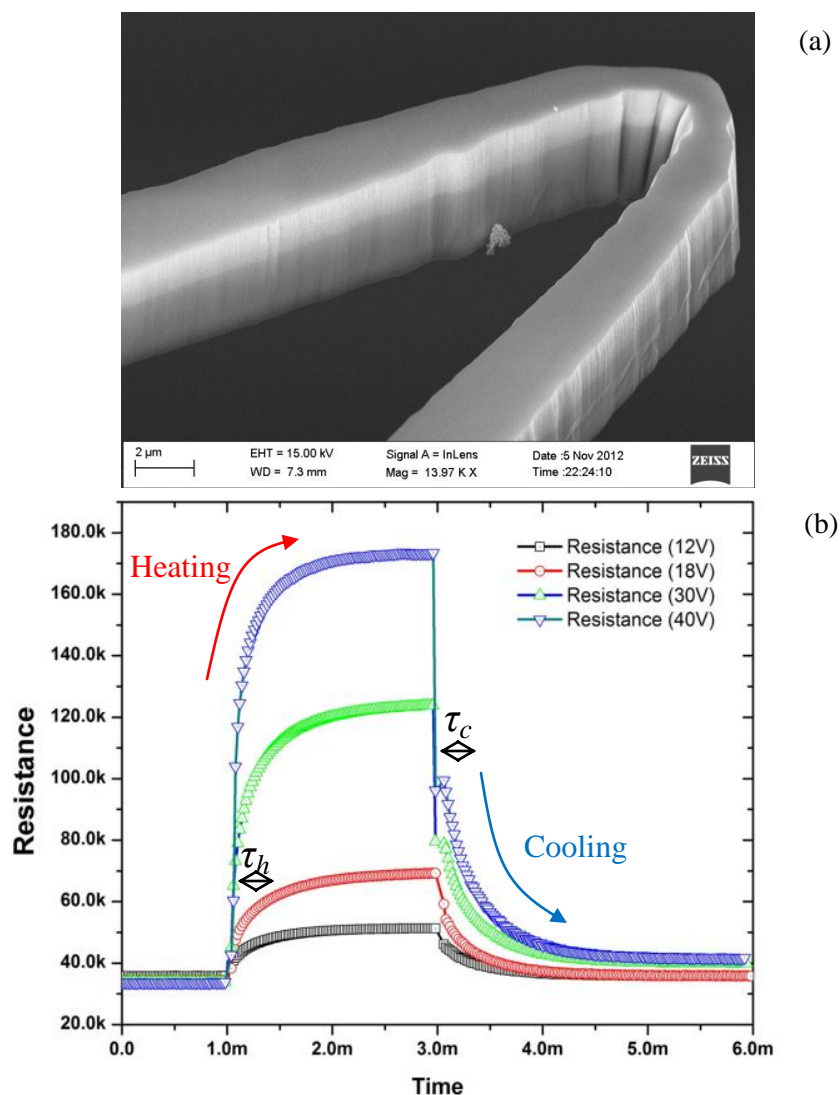 (a)
2 µm
EHT = 15.00 kV
Signal A = InLens
Date :5 Nov 2012
WD = 7.3 mm
Mag = 13.97 K X
Time :22:24:10
ZEISS
(b)
180.0k
160.0k
140.0k
120.0k
100.0k
80.0k
60.0k
40.0k
20.0k
Resistance
Heating
Resistance (12V)
Resistance (18V)
Resistance (30V)
Resistance (40V)
τc
τh
Cooling
0.0
1.0m
2.0m
3.0m
4.0m
5.0m
6.0m
Time